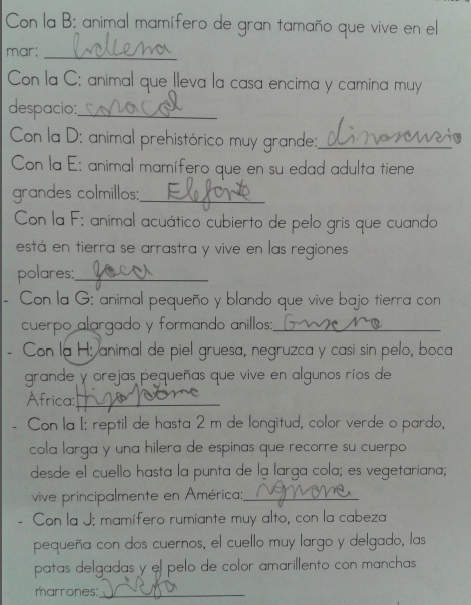 Con la B: animal mamífero de gran tamaño que vive en el
mar: ballena
Con la C: animal que lleva la casa encima y camina muy
despacio: caracol
Con la D: animal prehistórico muy grande:
Con la E: animal mamífero que en su edad adulta tiene
grandes colmillos: Elefante
Con la F: animal acuático cubierto de pelo gris que cuando
está en tierra se arrastra y vive en las regiones
polares: foca
- Con la G: animal pequeño y blando que vive bajo tierra con
cuerpo alargado y formando anillos: Gusano
- Con la H: animal de piel gruesa, negruzca y casi sin pelo, boca
grande y orejas pequeñas que vive en algunos ríos de
África:
- Con la I: reptil de hasta 2 m de longitud, color verde o pardo,
cola larga y una hilera de espinas que recorre su cuerpo
desde el cuello hasta la punta de la larga cola; es vegetariana;
vive principalmente en América:
- Con la J: mamífero rumiante muy alto, con la cabeza
pequeña con dos cuernos, el cuello muy largo y delgado, las
patas delgadas y el pelo de color amarillento con manchas
marrones: